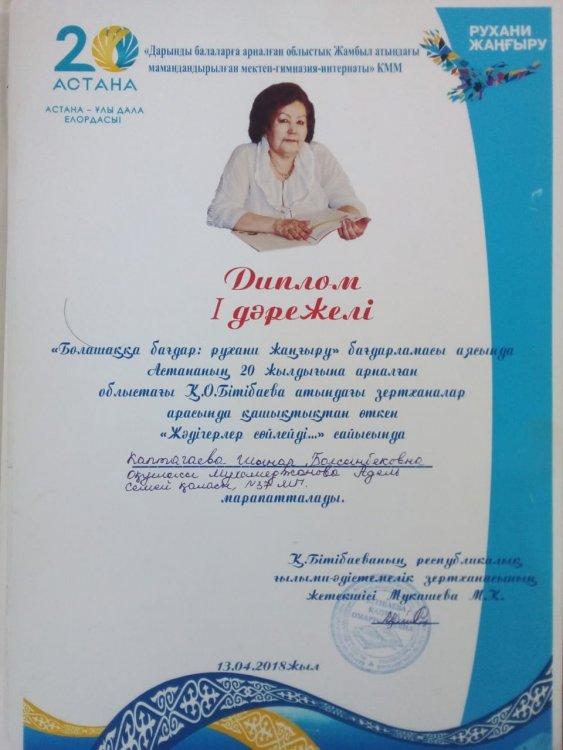 20
АСТАНА
АСТАНА – ҰЛЫ ДАЛА
ЕЛОРДАСЫ
«Дарынды балаларға арналған облыстық Жамбыл атындағы
мамандандырылған мектеп-гимназия-интернаты» КММ
РУХАНИ
ЖАҢҒЫРУ
Диплом
I дәрежелі
«Болашаққа бағдар: рухани жаңғыру» бағдарламасы аясында
Астананың 20 жылдығына арналған
облыстағы Қ.О.Бітібаева атындағы зертханалар
арасында қашықтықтан өткен
«Жәдігерлер сөйлейді...» сайысында
Каптагаева Шынар Болсынбековна
Оқушысы Мухамеджанова Адель
Семей қаласы, №37
марапатталады.
Қ.Бітібаеваның республикалық
ғылыми-әдістемелік зертханасының
жетекшісі Мукашева М.Қ.
13.04.2018жыл